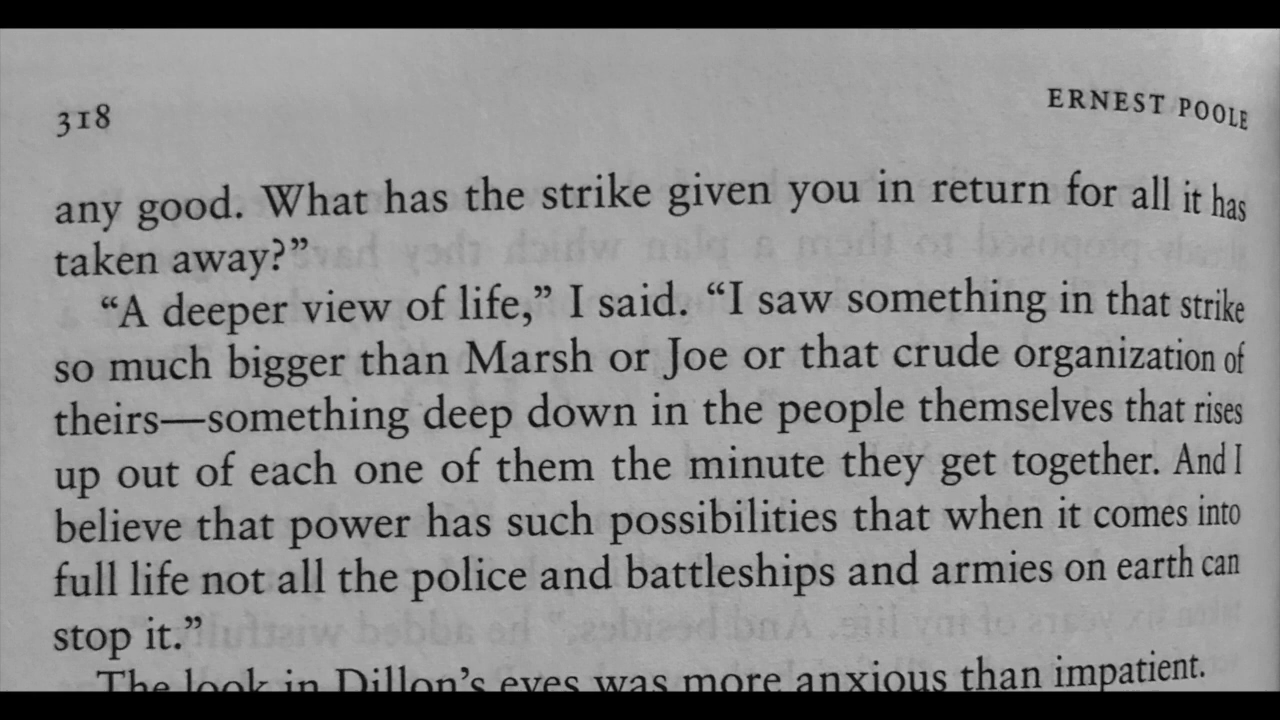 318
ERNEST POOLE
any good. What has the strike given you in return for all it has
taken away?”
“A deeper view of life,” I said. “I saw something in that strike
so much bigger than Marsh or Joe or that crude organization of
theirs—something deep down in the people themselves that rises
up out of each one of them the minute they get together. And I
believe that power has such possibilities that when it comes into
full life not all the police and battleships and armies on earth can
stop it.”
The look in Dillon’s eyes was more anxious than impatient.